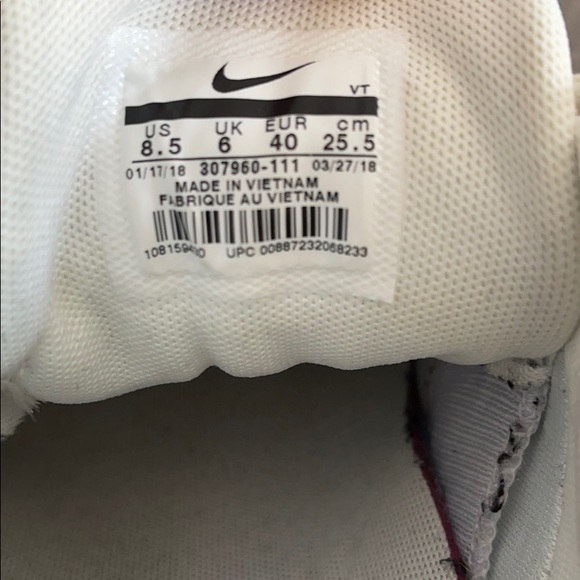 VT
US UK EUR cm
8.5 6 40 25.5
01/17/18 307960-111 03/27/18
MADE IN VIETNAM
FABRIQUE AU VIETNAM
UPC 00887232068233